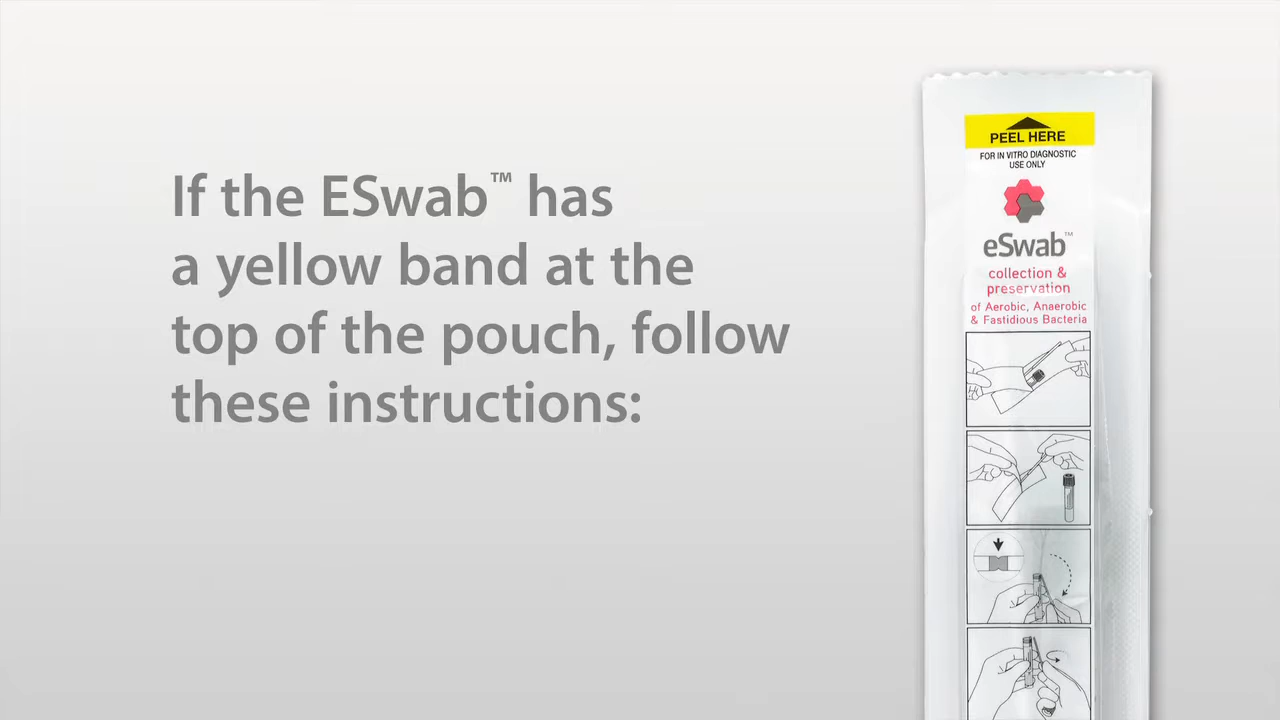 If the ESwab™ has
a yellow band at the
top of the pouch, follow
these instructions:
PEEL HERE
FOR IN VITRO DIAGNOSTIC
USE ONLY
eSwab™
collection &
preservation
of Aerobic, Anaerobic
& Fastidious Bacteria